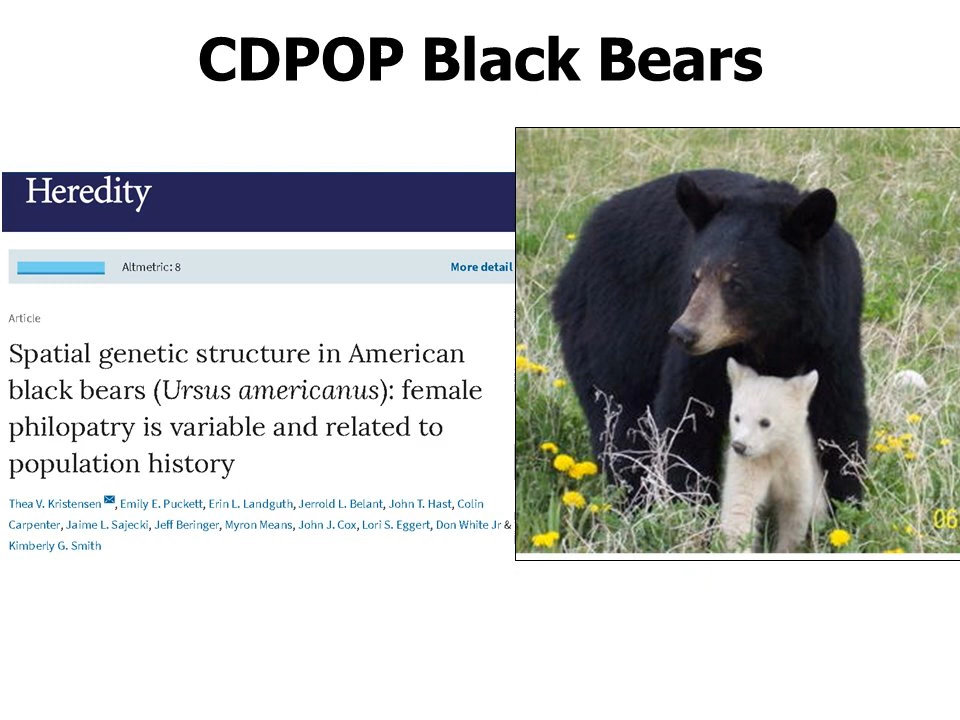 CDPOP Black Bears
Heredity
Altmetric: 8 More detail
Article
Spatial genetic structure in American
black bears (Ursus americanus): female
philopatry is variable and related to
population history
Thea V. Kristensen, Emily E. Puckett, Erin L. Landguth, Jerrold L. Belant, John T. Hast, Colin
Carpenter, Jaime L. Sajecki, Jeff Beringer, Myron Means, John J. Cox, Lori S. Eggert, Don White Jr &
Kimberly G. Smith
06